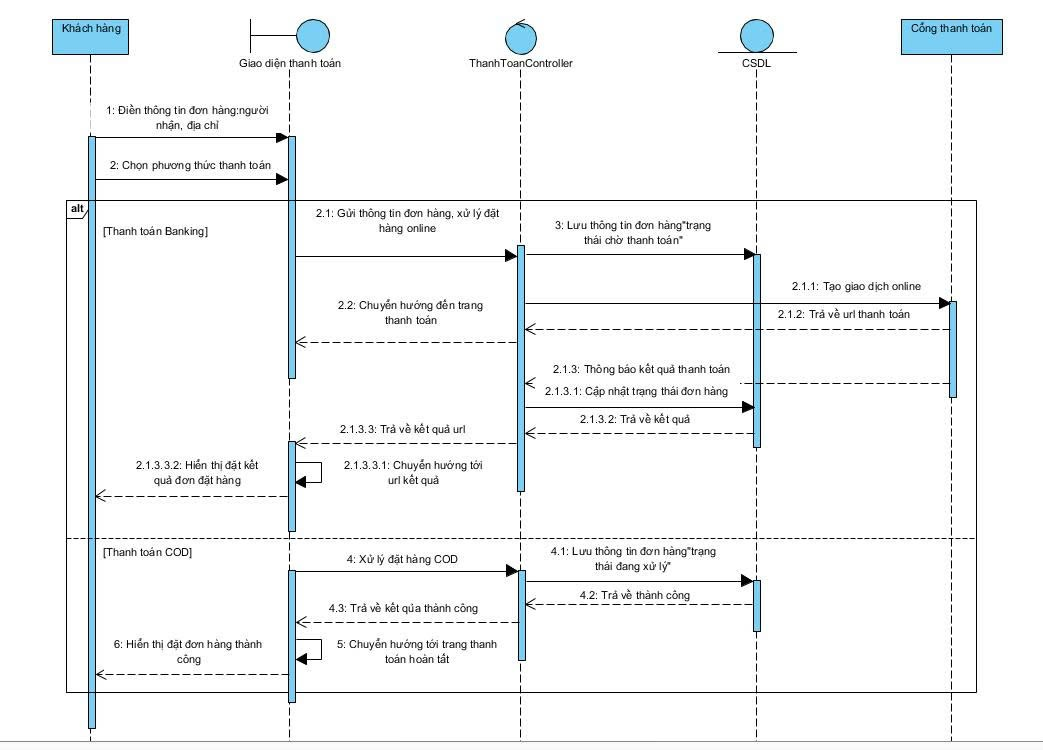 Khách hàng
Giao diện thanh toán
ThanhToanController
CSDL
Cổng thanh toán
1: Điền thông tin đơn hàng:người
nhận, địa chỉ
2: Chọn phương thức thanh toán
alt
[Thanh toán Banking]
2.1: Gửi thông tin đơn hàng, xử lý đặt
hàng online
3: Lưu thông tin đơn hàng"trạng
thái chờ thanh toán"
2.1.1: Tạo giao dịch online
2.2: Chuyển hướng đến trang
thanh toán
2.1.2: Trả về url thanh toán
2.1.3: Thông báo kết quả thanh toán
2.1.3.1: Cập nhật trạng thái đơn hàng
2.1.3.2: Trả về kết quả
2.1.3.3: Trả về kết quả url
2.1.3.3.2: Hiển thị đặt kết
quả đơn đặt hàng
2.1.3.3.1: Chuyển hướng tới
url kết quả
[Thanh toán COD]
4: Xử lý đặt hàng COD
4.1: Lưu thông tin đơn hàng"trạng
thái đang xử lý"
4.2: Trả về thành công
4.3: Trả về kết qúa thành công
6: Hiển thị đặt đơn hàng thành
công
5: Chuyển hướng tới trang thanh
toán hoàn tất